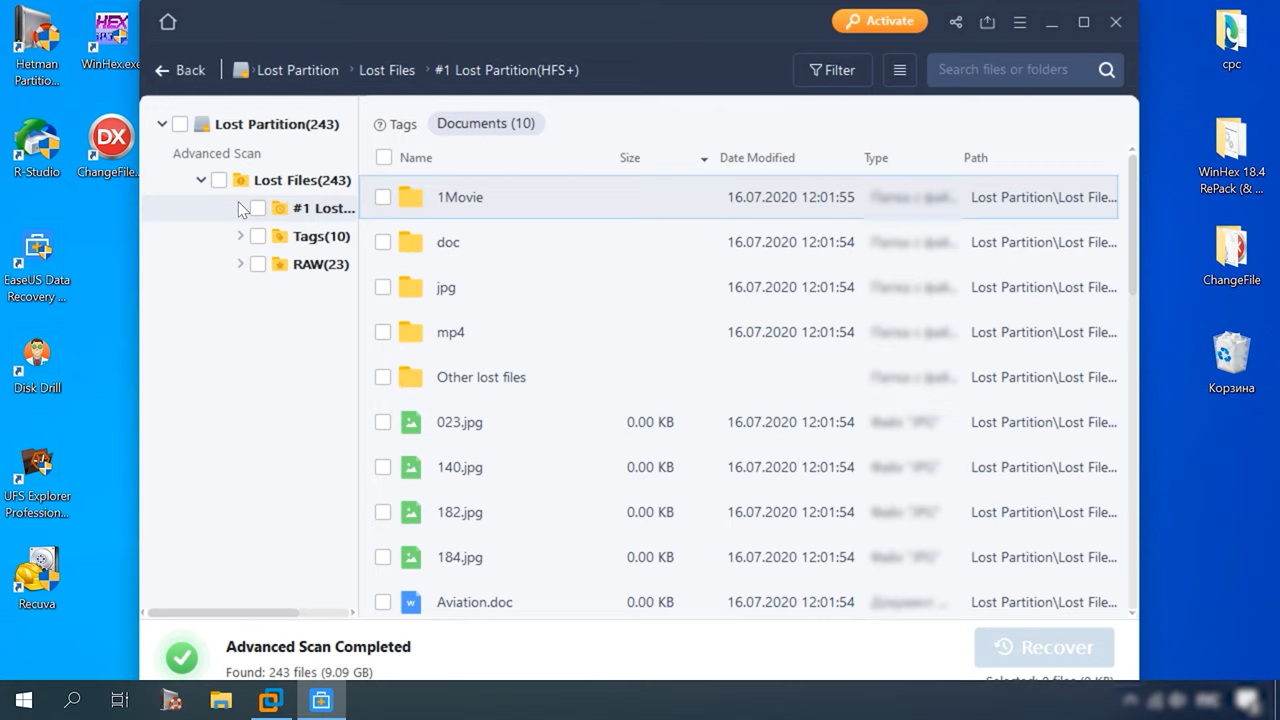 Hetman
Partitio...
WinHex.exe
R-Studio
ChangeFile...
EaseUS Data
Recovery ...
Disk Drill
UFS Explorer
Profession...
Recuva
Activate
Back
Lost Partition
Lost Files
#1 Lost Partition(HFS+)
Filter
Search files or folders
Lost Partition(243)
Advanced Scan
Lost Files(243)
#1 Lost...
Tags(10)
RAW(23)
Tags
Documents (10)
Name Size Date Modified Type Path
1Movie 16.07.2020 12:01:55 Lost Partition\Lost File...
doc 16.07.2020 12:01:54 Lost Partition\Lost File...
jpg 16.07.2020 12:01:54 Lost Partition\Lost File...
mp4 16.07.2020 12:01:54 Lost Partition\Lost File...
Other lost files Lost Partition\Lost File...
023.jpg 0.00 KB 16.07.2020 12:01:54 Lost Partition\Lost File...
140.jpg 0.00 KB 16.07.2020 12:01:54 Lost Partition\Lost File...
182.jpg 0.00 KB 16.07.2020 12:01:54 Lost Partition\Lost File...
184.jpg 0.00 KB 16.07.2020 12:01:54 Lost Partition\Lost File...
Aviation.doc 0.00 KB 16.07.2020 12:01:54 Lost Partition\Lost File...
Advanced Scan Completed
Found: 243 files (9.09 GB)
Recover
cpc
WinHex 18.4
RePack (& ...
ChangeFile
Корзина